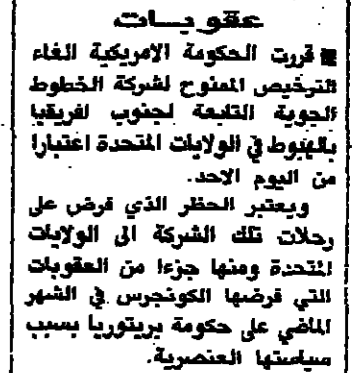 عقوبات
قررت الحكومة الامريكية الغاء
الترخيص الممنوح لشركة الخطوط
الجوية التابعة لجنوب افريقيا
بالهبوط في الولايات المتحدة اعتبارا
من اليوم الاحد.
ويعتبر الحظر الذي فرض على
رحلات تلك الشركة الى الولايات
المتحدة ومنها جزءا من العقوبات
التي فرضها الكونجرس في الشهر
الماضي على حكومة بريتوريا بسبب
سياستها العنصرية.